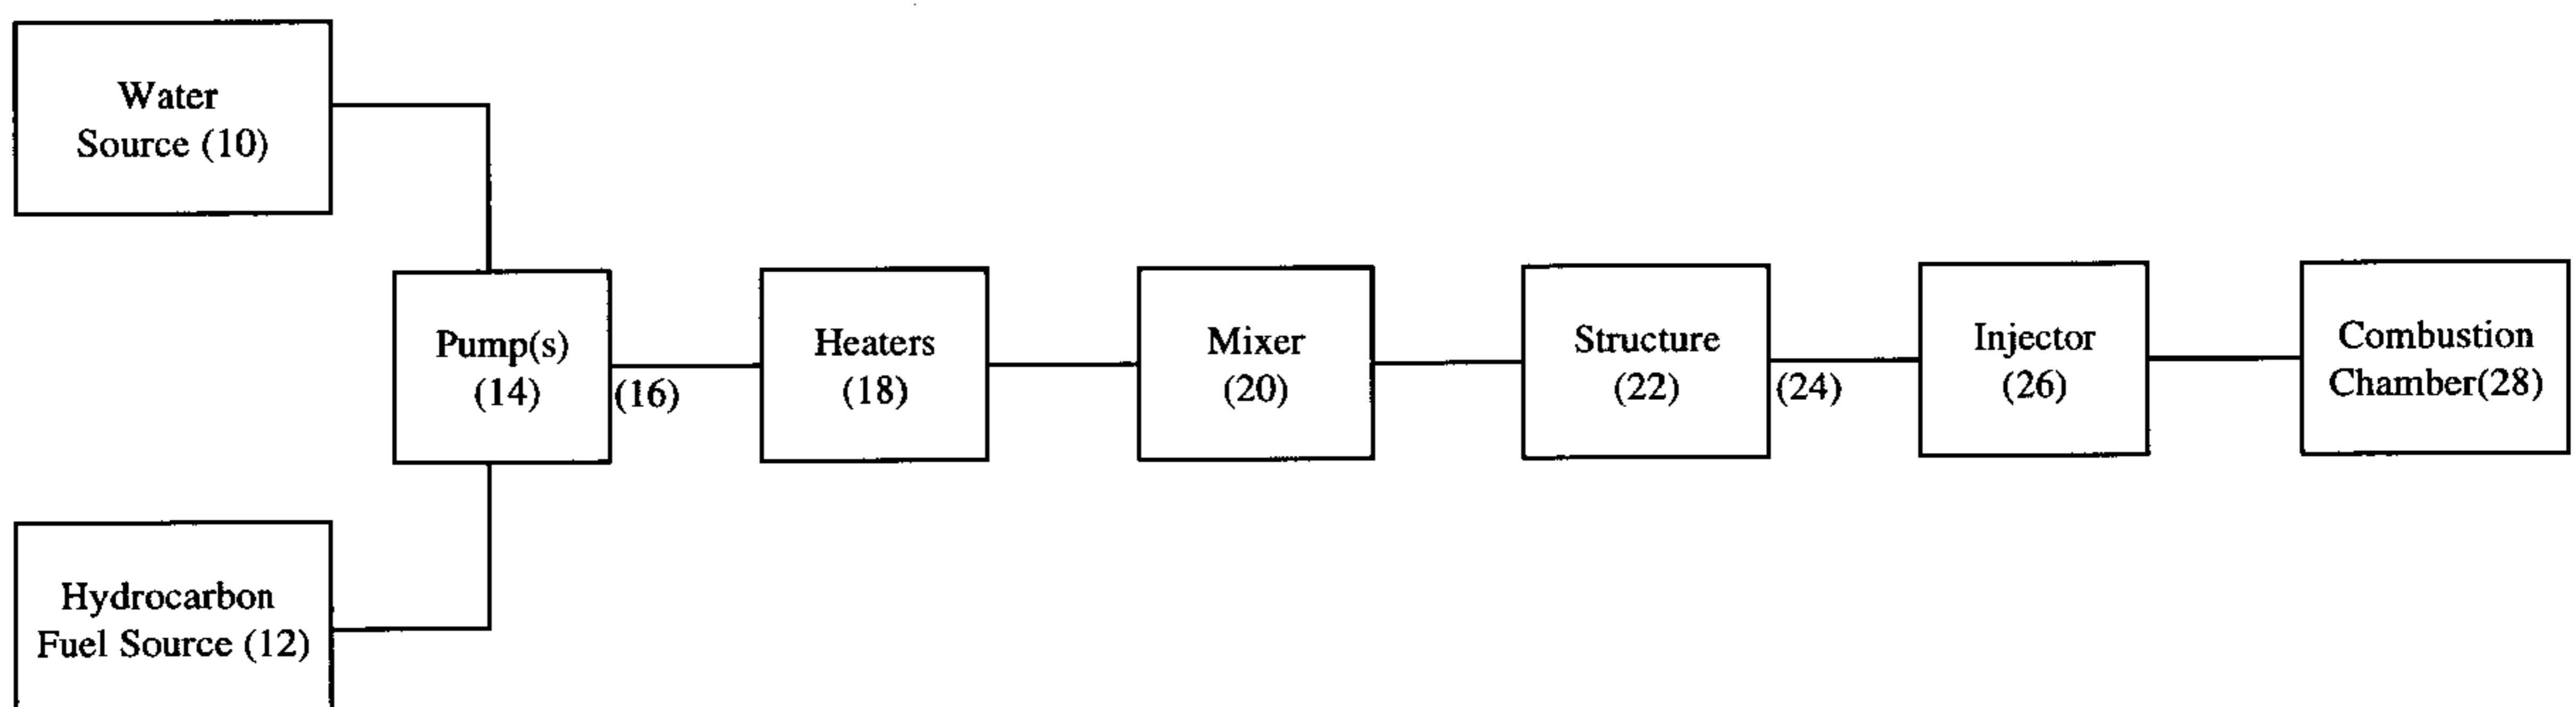 Water
Source (10)
Pump(s)
(14)
(16)
Heaters
(18)
Mixer
(20)
Structure
(22)
(24)
Injector
(26)
Combustion
Chamber(28)
Hydrocarbon
Fuel Source (12)